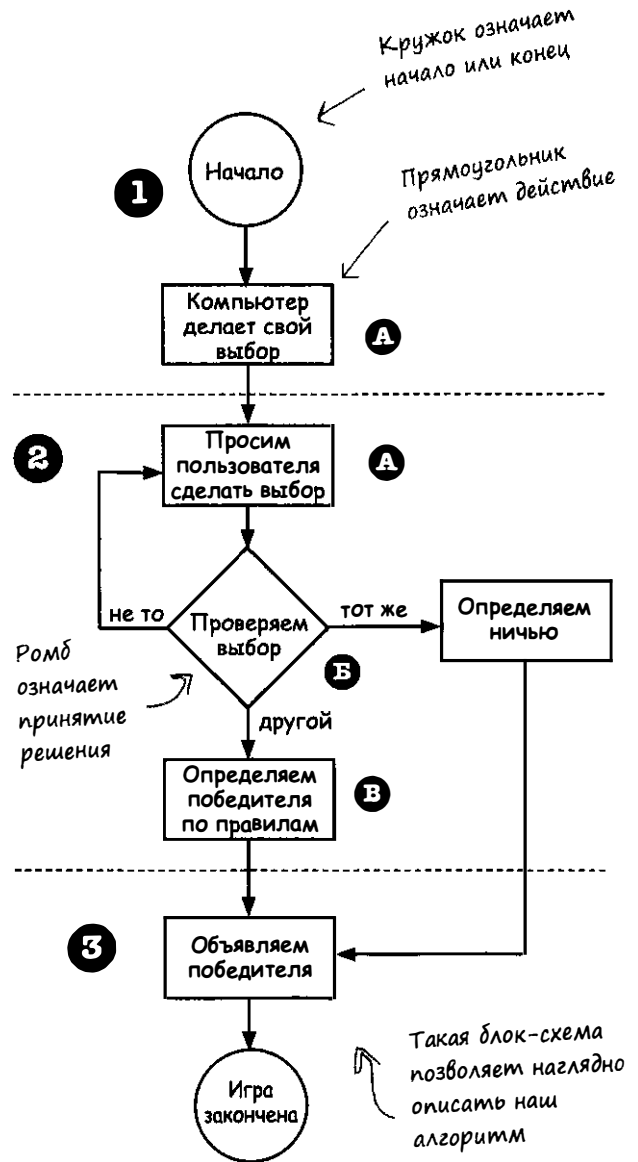 Кружок означает
начало или конец
Начало
1
Прямоугольник
означает действие
Компьютер
делает свой
выбор
А
2
Просим
пользователя
сделать выбор
А
не то
Проверяем
выбор
тот же
Определяем
ничью
Б
Ромб
означает
принятие
решения
другой
Определяем
победителя
по правилам
В
3
Объявляем
победителя
Игра
закончена
Такая блок-схема
позволяет наглядно
описать наш
алгоритм